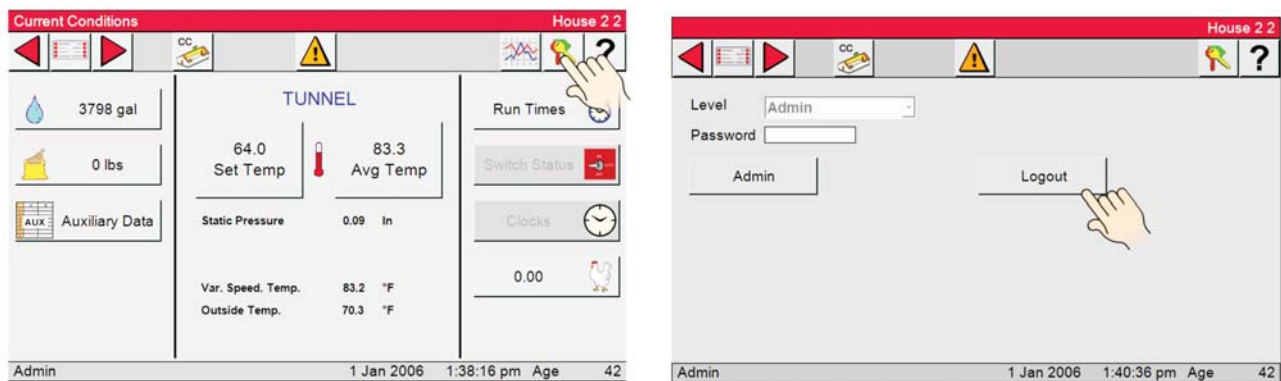 Current Conditions House 2 2
CC
?
3798 gal
0 lbs
AUX Auxiliary Data
TUNNEL
64.0
Set Temp
83.3
Avg Temp
Static Pressure 0.09 In
Var. Speed. Temp. 83.2 °F
Outside Temp. 70.3 °F
Run Times
Switch Status
Clocks
0.00
Admin 1 Jan 2006 1:38:16 pm Age 42
House 2 2
CC
?
Level Admin
Password
Admin Logout
Admin 1 Jan 2006 1:40:36 pm Age 42